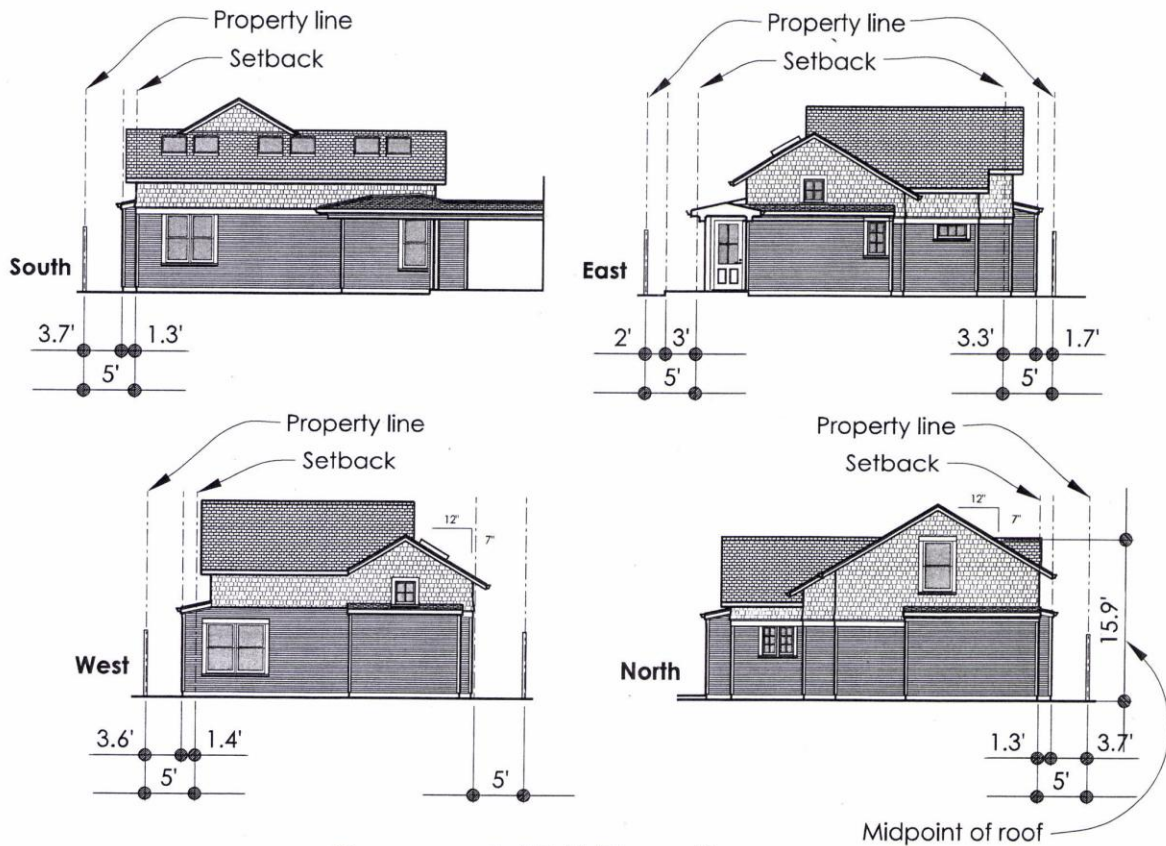 Property line
Setback
South
3.7' 1.3'
5'
Property line
Setback
East
2' 3' 3.3' 1.7'
5' 5'
Property line
Setback
12"
7"
West
3.6' 1.4'
5' 5'
Property line
Setback
12"
7"
15.9'
North
1.3' 3.7'
5'
Midpoint of roof